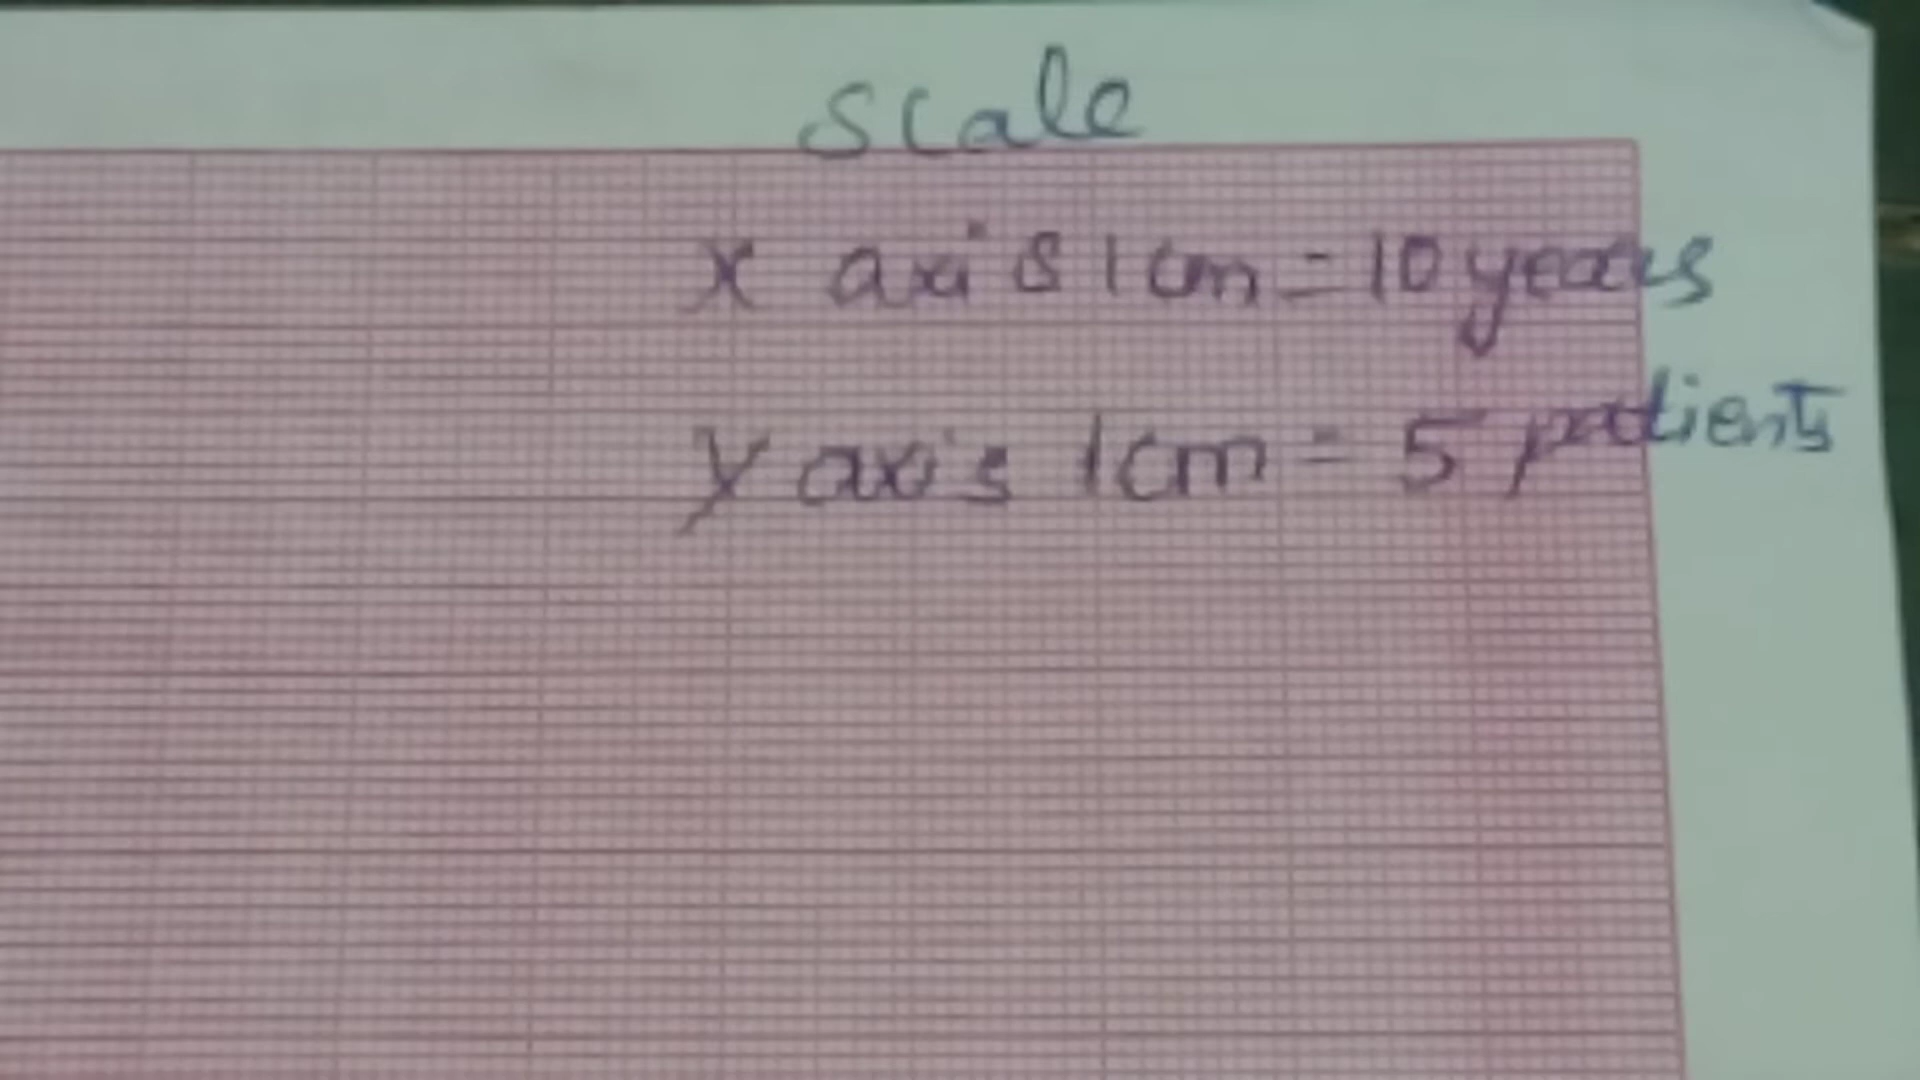 scale
x axis 1cm = 10 years
y axis 1cm = 5 patients